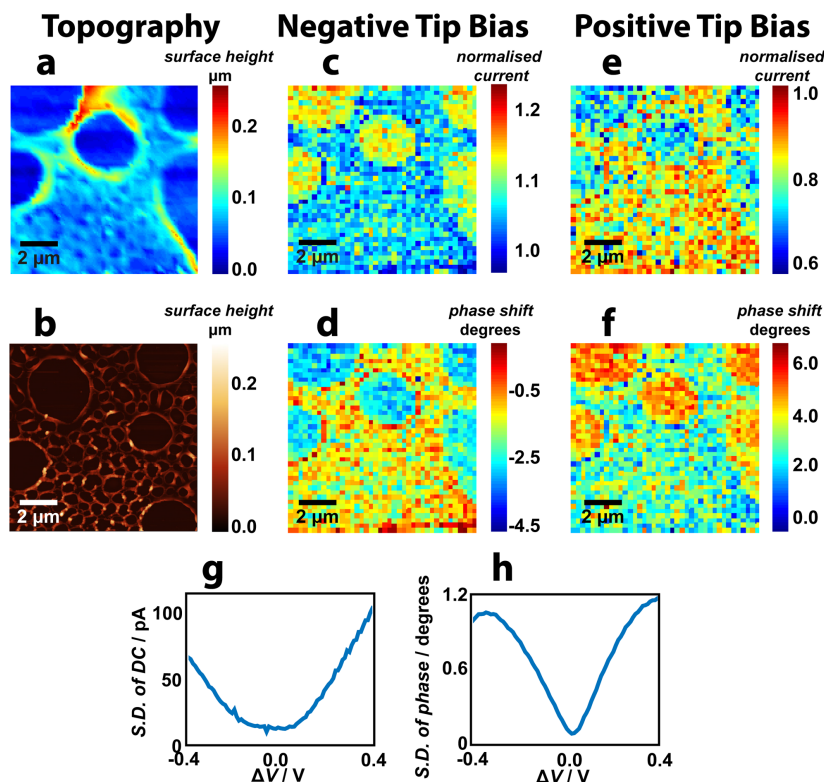 Topography Negative Tip Bias Positive Tip Bias
a surface height
µm
0.2
0.1
0.0
2 µm
c normalised
current
1.2
1.1
1.0
2 µm
e normalised
current
1.0
0.8
0.6
2 µm
b surface height
µm
0.2
0.1
0.0
2 µm
d phase shift
degrees
-0.5
-2.5
-4.5
2 µm
f phase shift
degrees
6.0
4.0
2.0
0.0
2 µm
g
S.D. of DC / pA
100
50
0
-0.4 0.0 0.4
ΔV / V
h
S.D. of phase / degrees
1.2
0.6
0
-0.4 0.0 0.4
ΔV / V